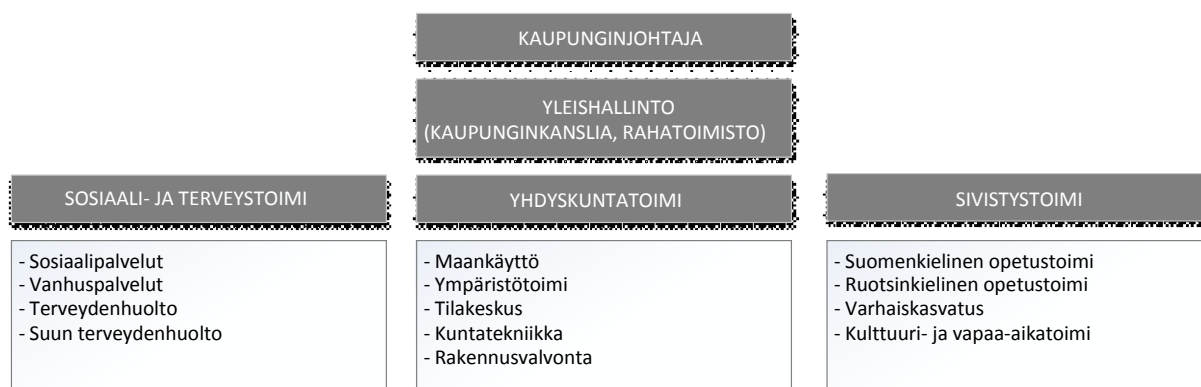 KAUPUNGINJOHTAJA
YLEISHALLINTO
(KAUPUNGINKANSLIA, RAHATOIMISTO)
SOSIAALI- JA TERVEYSTOIMI
- Sosiaalipalvelut
- Vanhuspalvelut
- Terveydenhuolto
- Suun terveydenhuolto
YHDYSKUNTATOIMI
- Maankäyttö
- Ympäristötoimi
- Tilakeskus
- Kuntatekniikka
- Rakennusvalvonta
SIVISTYSTOIMI
- Suomenkielinen opetustoimi
- Ruotsinkielinen opetustoimi
- Varhaiskasvatus
- Kulttuuri- ja vapaa-aikatoimi